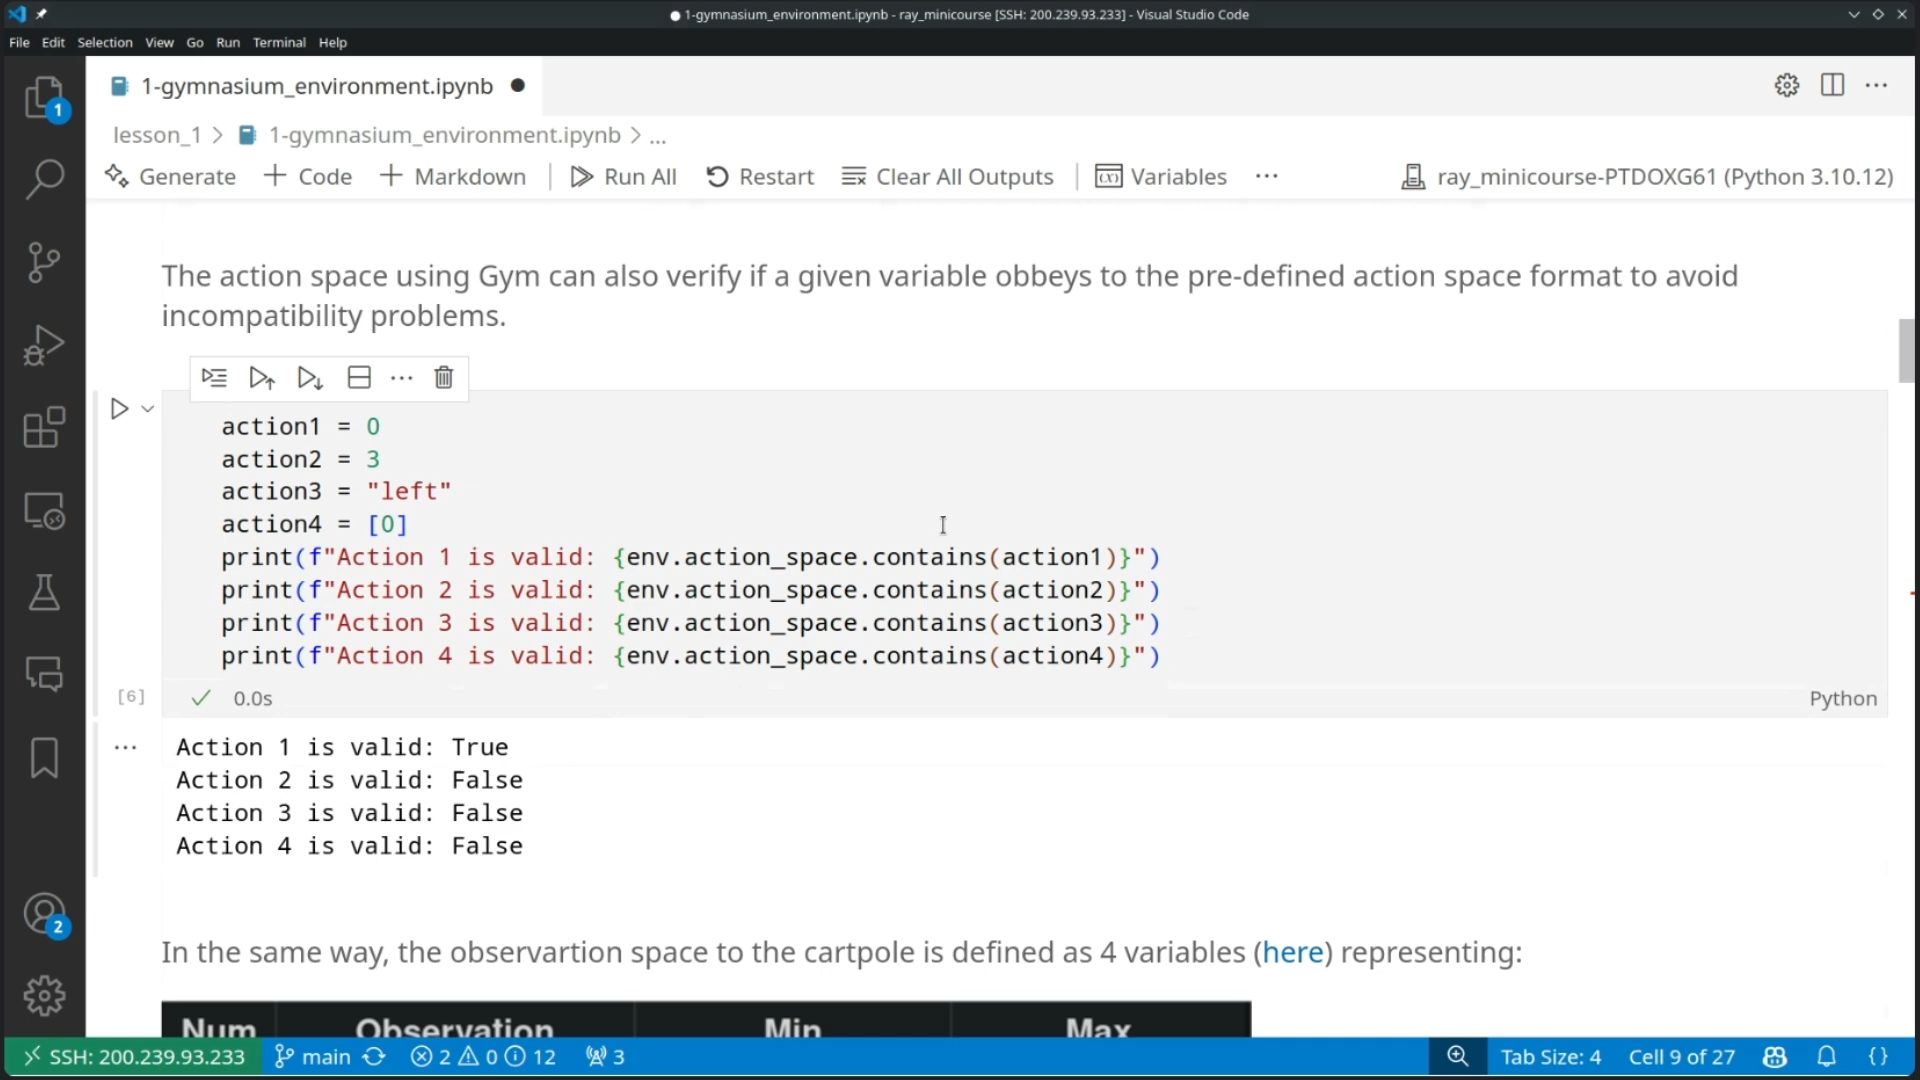 1-gymnasium_environment.ipynb - ray_minicourse [SSH: 200.239.93.233] - Visual Studio Code
File Edit Selection View Go Run Terminal Help
1-gymnasium_environment.ipynb
lesson_1 > 1-gymnasium_environment.ipynb > ...
Generate + Code + Markdown Run All Restart Clear All Outputs Variables ... ray_minicourse-PTDOXG61 (Python 3.10.12)
The action space using Gym can also verify if a given variable obbeys to the pre-defined action space format to avoid
incompatibility problems.
action1 = 0
action2 = 3
action3 = "left"
action4 = [0]
print(f"Action 1 is valid: {env.action_space.contains(action1)}")
print(f"Action 2 is valid: {env.action_space.contains(action2)}")
print(f"Action 3 is valid: {env.action_space.contains(action3)}")
print(f"Action 4 is valid: {env.action_space.contains(action4)}")
[6] 0.0s Python
Action 1 is valid: True
Action 2 is valid: False
Action 3 is valid: False
Action 4 is valid: False
In the same way, the observartion space to the cartpole is defined as 4 variables (here) representing:
Num Observation Min Max
1
2
SSH: 200.239.93.233 main 2 0 12 3 Tab Size: 4 Cell 9 of 27 {}